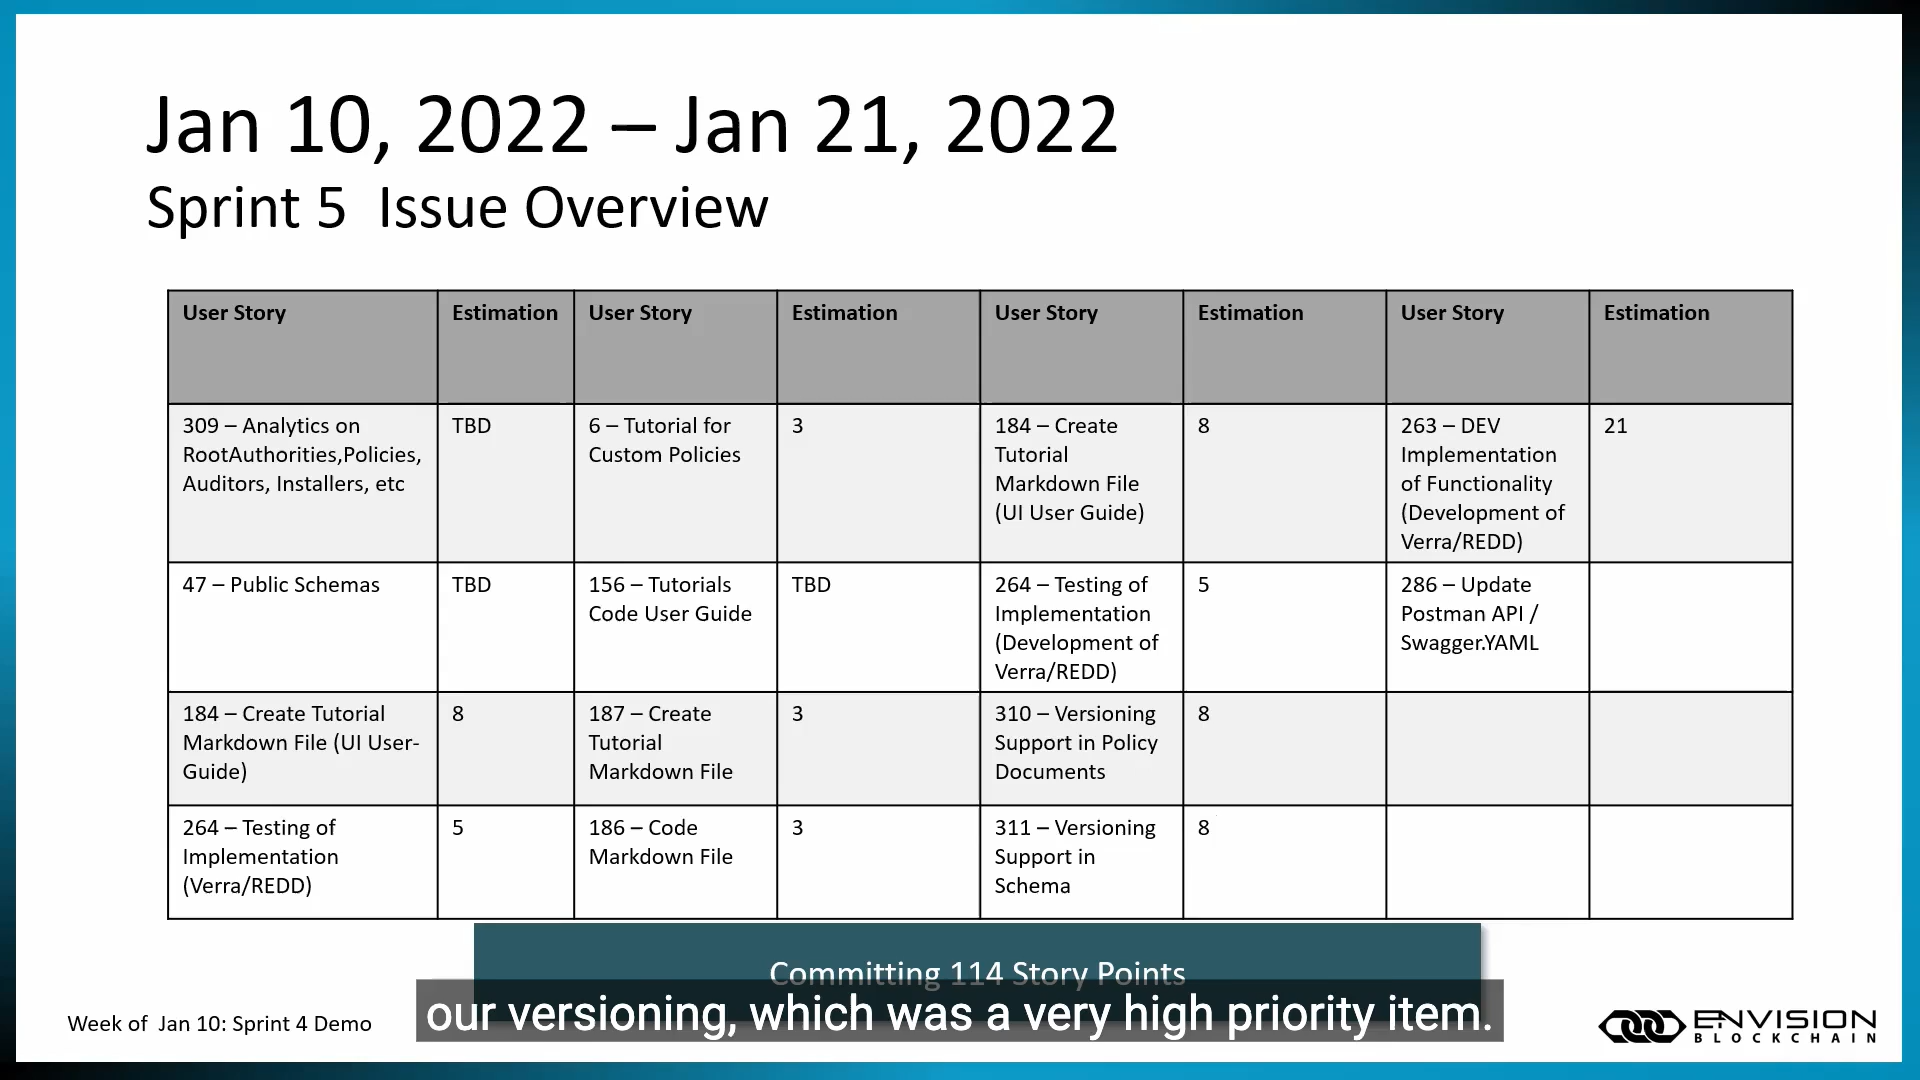 Jan 10, 2022 – Jan 21, 2022
Sprint 5  Issue Overview
User Story
Estimation
User Story
Estimation
User Story
Estimation
User Story
Estimation
309 – Analytics on
RootAuthorities,Policies,
Auditors, Installers, etc
TBD
6 – Tutorial for
Custom Policies
3
184 – Create
Tutorial
Markdown File
(UI User Guide)
8
263 – DEV
Implementation
of Functionality
(Development of
Verra/REDD)
21
47 – Public Schemas
TBD
156 – Tutorials
Code User Guide
TBD
264 – Testing of
Implementation
(Development of
Verra/REDD)
5
286 – Update
Postman API /
Swagger.YAML
184 – Create Tutorial
Markdown File (UI User-
Guide)
8
187 – Create
Tutorial
Markdown File
3
310 – Versioning
Support in Policy
Documents
8
264 – Testing of
Implementation
(Verra/REDD)
5
186 – Code
Markdown File
3
311 – Versioning
Support in
Schema
8
Committing 114 Story Points
our versioning, which was a very high priority item.
Week of  Jan 10: Sprint 4 Demo
ENVISION
BLOCKCHAIN